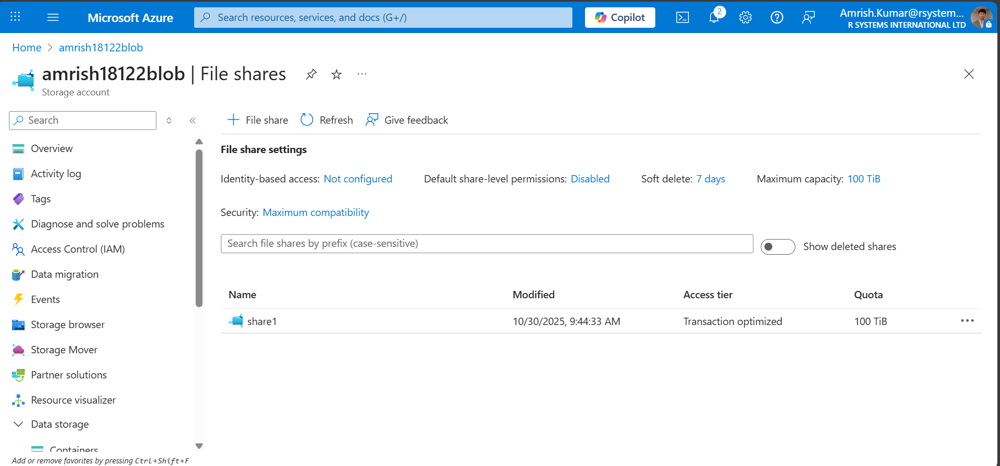 Microsoft Azure
Search resources, services, and docs (G+/)
Copilot
2
Amrish.Kumar@rsystem...
R SYSTEMS INTERNATIONAL LTD
Home > amrish18122blob
amrish18122blob | File shares
Storage account
Search
File share
Refresh
Give feedback
Overview
Activity log
Tags
Diagnose and solve problems
Access Control (IAM)
Data migration
Events
Storage browser
Storage Mover
Partner solutions
Resource visualizer
Data storage
Containers
Add or remove favorites by pressing Ctrl+Shift+F
File share settings
Identity-based access: Not configured
Default share-level permissions: Disabled
Soft delete: 7 days
Maximum capacity: 100 TiB
Security: Maximum compatibility
Search file shares by prefix (case-sensitive)
Show deleted shares
Name Modified Access tier Quota
share1 10/30/2025, 9:44:33 AM Transaction optimized 100 TiB